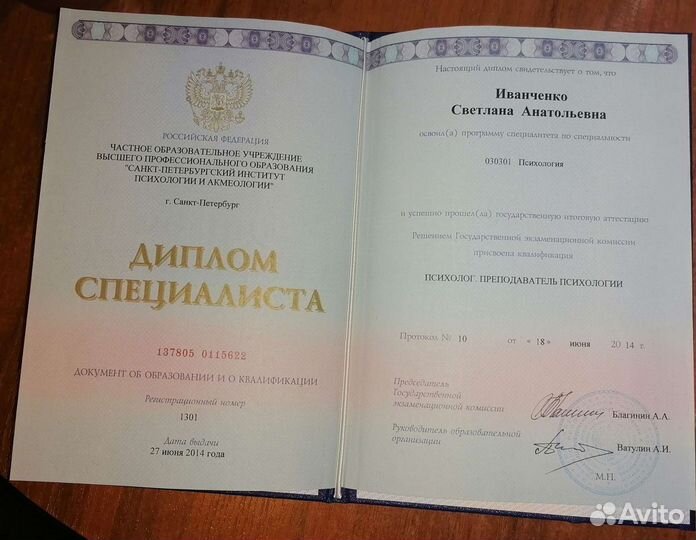 РОССИЙСКАЯ ФЕДЕРАЦИЯ
ЧАСТНОЕ ОБРАЗОВАТЕЛЬНОЕ УЧРЕЖДЕНИЕ
ВЫСШЕГО ПРОФЕССИОНАЛЬНОГО ОБРАЗОВАНИЯ
"САНКТ-ПЕТЕРБУРГСКИЙ ИНСТИТУТ
ПСИХОЛОГИИ И АКМЕОЛОГИИ"
г. Санкт-Петербург
ДИПЛОМ
СПЕЦИАЛИСТА
137805 0115622
ДОКУМЕНТ ОБ ОБРАЗОВАНИИ И О КВАЛИФИКАЦИИ
Регистрационный номер
1301
Дата выдачи
27 июня 2014 года
Настоящий диплом свидетельствует о том, что
Иванченко
Светлана Анатольевна
освоил(а) программу специалитета по специальности
030301 Психология
и успешно прошел(ла) государственную итоговую аттестацию
Решением Государственной экзаменационной комиссии
присвоена квалификация
ПСИХОЛОГ. ПРЕПОДАВАТЕЛЬ ПСИХОЛОГИИ
Протокол № 10 от «18» июня 2014 г.
Председатель
Государственной
экзаменационной комиссии Благинин А.А.
Руководитель образовательной
организации Ватулин А.И.
М.П.
Avito